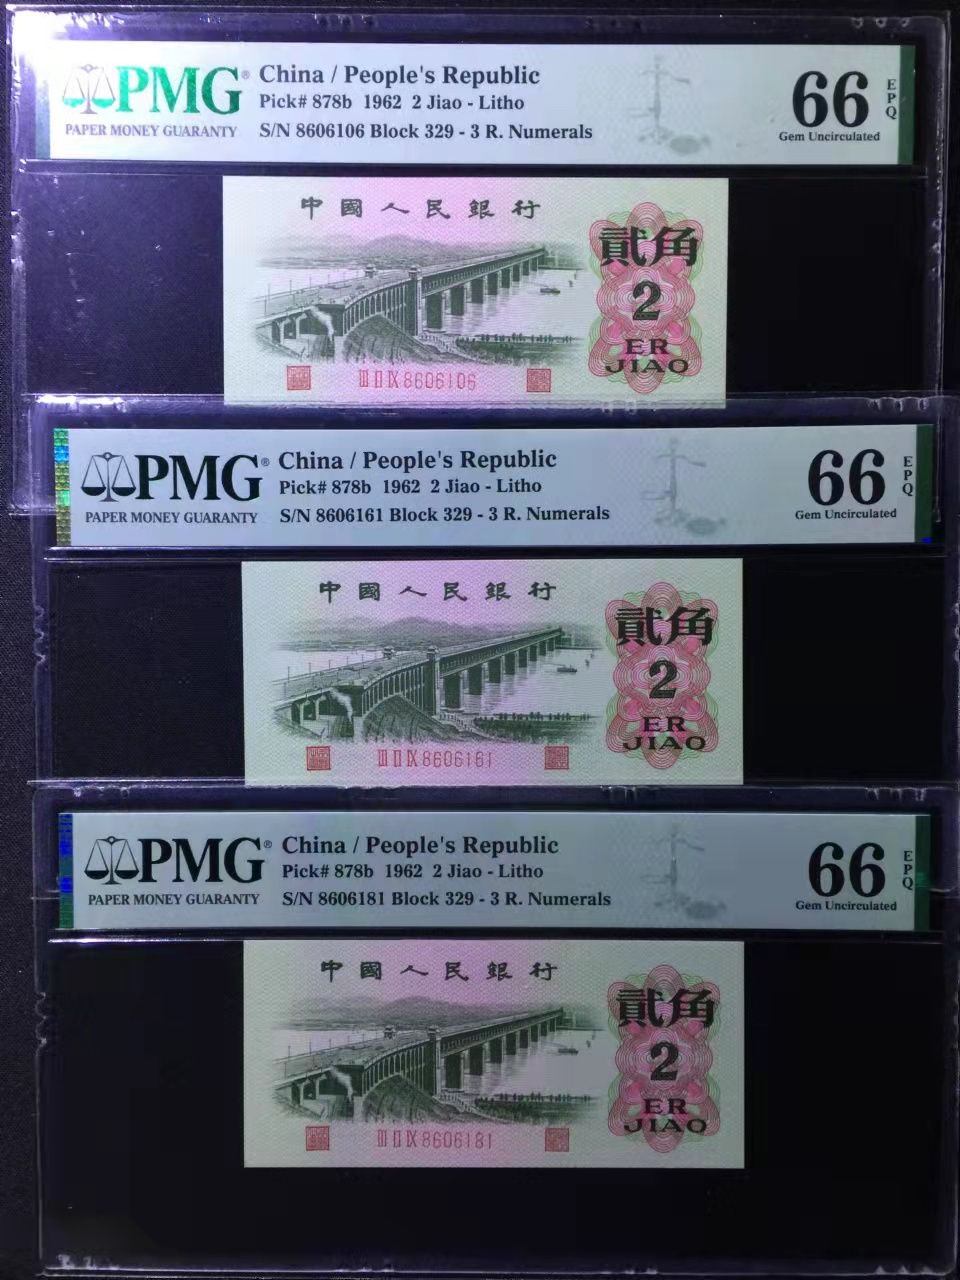 PMG®
PAPER MONEY GUARANTY
China / People's Republic
Pick# 878b 1962 2 Jiao - Litho
S/N 8606106 Block 329 - 3 R. Numerals
66 EPQ
Gem Uncirculated
中國人民銀行
貳角
2
ER
JIAO
III II IX 8606106
PMG®
PAPER MONEY GUARANTY
China / People's Republic
Pick# 878b 1962 2 Jiao - Litho
S/N 8606161 Block 329 - 3 R. Numerals
66 EPQ
Gem Uncirculated
中國人民銀行
貳角
2
ER
JIAO
III II IX 8606161
PMG®
PAPER MONEY GUARANTY
China / People's Republic
Pick# 878b 1962 2 Jiao - Litho
S/N 8606181 Block 329 - 3 R. Numerals
66 EPQ
Gem Uncirculated
中國人民銀行
貳角
2
ER
JIAO
III II IX 8606181